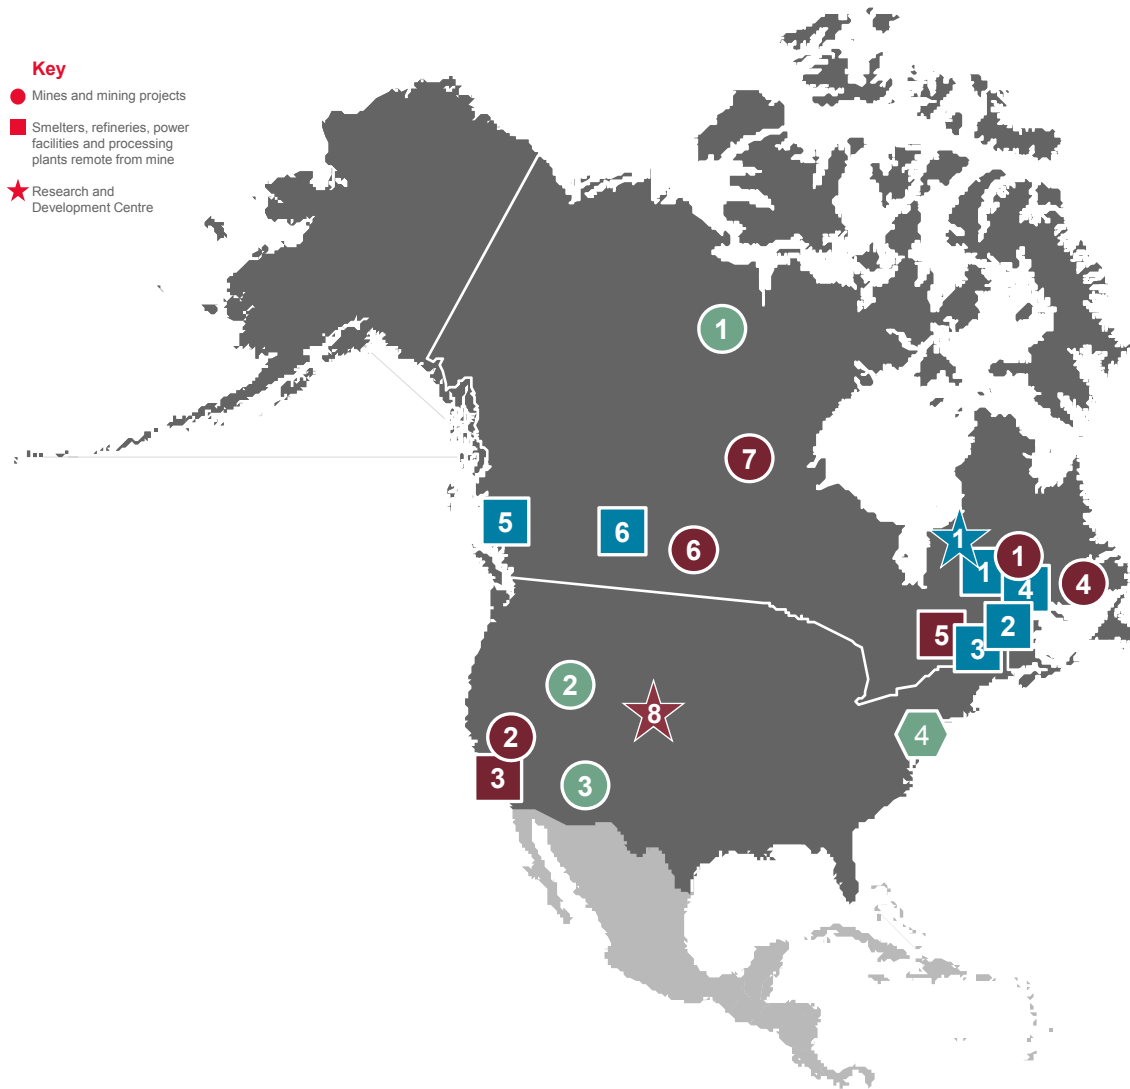 Key
Mines and mining projects
Smelters, refineries, power
facilities and processing
plants remote from mine
Research and
Development Centre
1
7
5
6
6
1
1
1
4
4
2
5
3
2
8
2
4
3
3